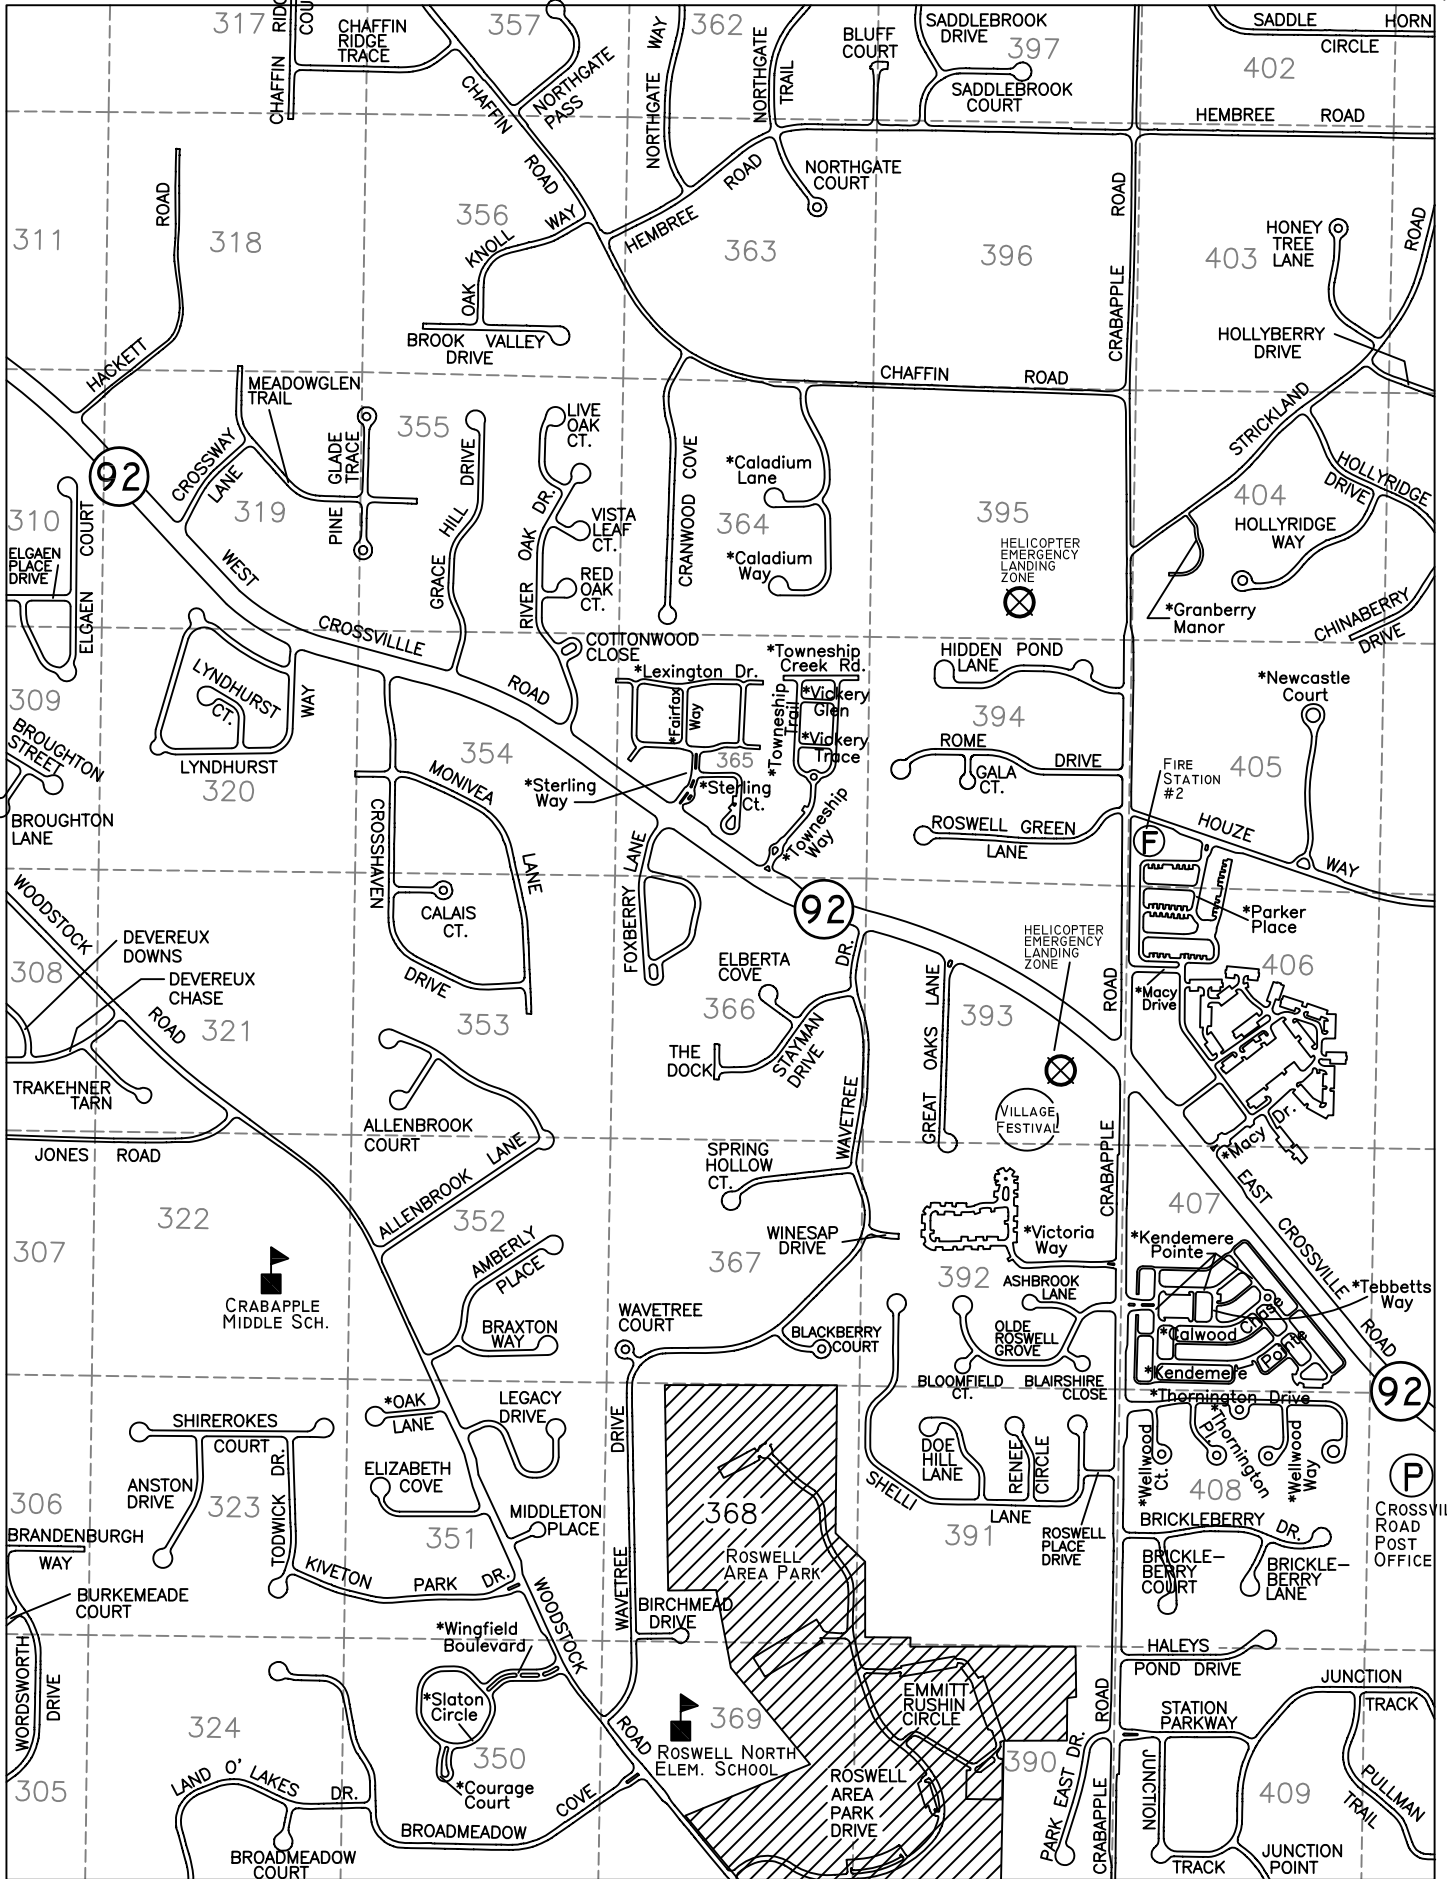 317
CHAFFIN RIDGE
COU
CHAFFIN
RIDGE
TRACE
357
NORTHGATE
PASS
CHAFFIN
ROAD
362
NORTHGATE WAY
NORTHGATE
TRAIL
BLUFF
COURT
SADDLEBROOK
DRIVE
397
SADDLEBROOK
COURT
SADDLE HORN
CIRCLE
402
HEMBREE ROAD
311
ROAD
318
HACKETT
356
OAK KNOLL WAY
BROOK VALLEY
DRIVE
HEMBREE ROAD
NORTHGATE
COURT
363
396
CRABAPPLE ROAD
403
HONEY
TREE
LANE
ROAD
HOLLYBERRY
DRIVE
STRICKLAND
CHAFFIN ROAD
MEADOWGLEN
TRAIL
92
CROSSWAY
LANE
PINE GLADE
TRACE
355
GRACE HILL DRIVE
LIVE
OAK
CT.
RIVER OAK DR.
VISTA
LEAF
CT.
RED
OAK
CT.
319
310
ELGAEN
PLACE
DRIVE
ELGAEN COURT
WEST CROSSVILLLE ROAD
CRANWOOD COVE
*Caladium
Lane
364
*Caladium
Way
395
HELICOPTER
EMERGENCY
LANDING
ZONE
404
HOLLYRIDGE
DRIVE
HOLLYRIDGE
WAY
*Granberry
Manor
CHINABERRY
DRIVE
COTTONWOOD
CLOSE
*Lexington Dr.
*Fairfax
Way
*Towneship
Creek Rd.
*Towneship
Trail
*Vickery
Glen
*Vickery
Trace
HIDDEN POND
LANE
*Newcastle
Court
309
LYNDHURST
CT.
WAY
LYNDHURST
320
354
MONIVEA
LANE
365
*Sterling
Way
*Sterling
Ct.
*Towneship
Way
394
ROME DRIVE
GALA
CT.
ROSWELL GREEN
LANE
FIRE
STATION
#2
F
405
HOUZE WAY
BROUGHTON
STREET
BROUGHTON
LANE
CROSSHAVEN
DRIVE
CALAIS
CT.
FOXBERRY LANE
92
*Parker
Place
WOODSTOCK
ROAD
DEVEREUX
DOWNS
308
DEVEREUX
CHASE
321
353
ELBERTA
COVE
DR.
366
THE
DOCK
STAYMAN
DRIVE
WAVETREE
GREAT OAKS LANE
393
HELICOPTER
EMERGENCY
LANDING
ZONE
ROAD
*Macy
Drive
406
TRAKEHNER
TARN
JONES ROAD
ALLENBROOK
COURT
ALLENBROOK LANE
VILLAGE
FESTIVAL
*Macy Dr.
SPRING
HOLLOW
CT.
CRABAPPLE
EAST CROSSVILLE ROAD
322
307
352
AMBERLY
PLACE
WINESAP
DRIVE
367
*Victoria
Way
407
*Kendemere
Pointe
392
ASHBROOK
LANE
*Tebbetts
Way
CRABAPPLE
MIDDLE SCH.
BRAXTON
WAY
WAVETREE
COURT
BLACKBERRY
COURT
OLDE
ROSWELL
GROVE
*Calwood Chase
*Kendemere Pointe
BLOOMFIELD
CT.
BLAIRSHIRE
CLOSE
*Thornington Drive
92
*OAK
LANE
LEGACY
DRIVE
SHIREROKES
COURT
ANSTON
DRIVE
TODWICK DR.
ELIZABETH
COVE
DRIVE
DOE
HILL
LANE
RENEE
CIRCLE
*Wellwood
Ct.
*Thornington
Pl.
*Wellwood
Way
P
306
323
MIDDLETON
PLACE
368
SHELLI LANE
391
408
CROSSVIL
ROAD
POST
OFFICE
BRANDENBURGH
WAY
351
KIVETON PARK DR.
ROSWELL
AREA PARK
ROSWELL
PLACE
DRIVE
BRICKLEBERRY DR.
BRICKLE-
BERRY
COURT
BRICKLE-
BERRY
LANE
BURKEMEADE
COURT
WOODSTOCK
ROAD
WAVETREE
BIRCHMEAD
DRIVE
*Wingfield
Boulevard
HALEYS
POND DRIVE
WORDSWORTH
DRIVE
*Slaton
Circle
EMMITT
RUSHIN
CIRCLE
ROAD
JUNCTION
TRACK
STATION
PARKWAY
324
350
369
ROSWELL NORTH
ELEM. SCHOOL
390
305
LAND O' LAKES DR.
*Courage
Court
ROSWELL
AREA
PARK
DRIVE
PARK EAST DR.
CRABAPPLE
JUNCTION
409
PULLMAN
TRAIL
BROADMEADOW COVE
BROADMEADOW
COURT
TRACK
JUNCTION
POINT